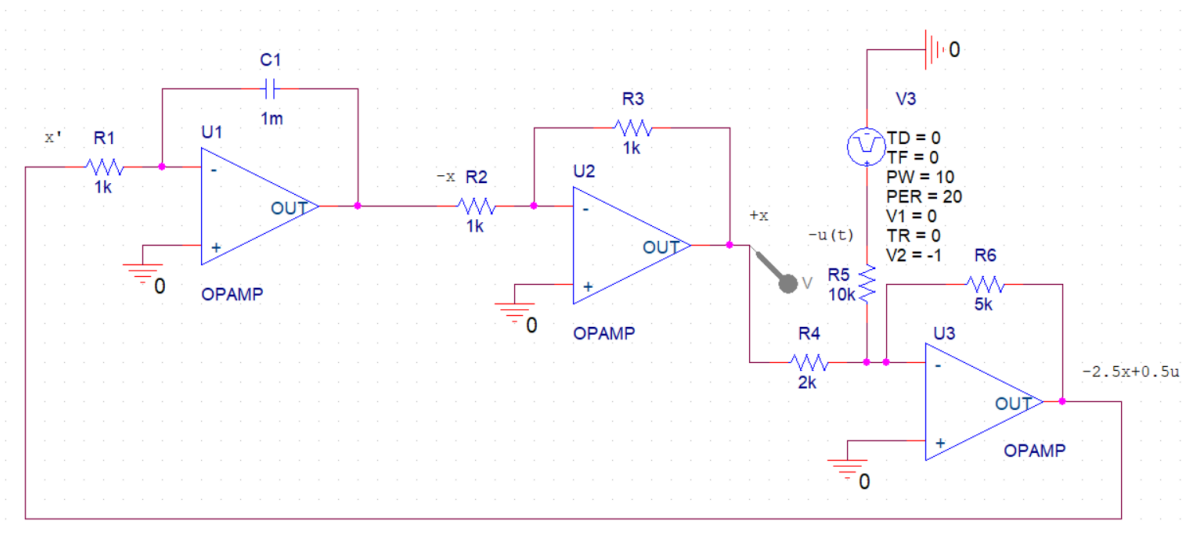 C1
1m
x'
R1
1k
U1
-
+
OUT
0
OPAMP
-x
R2
1k
R3
1k
U2
-
+
OUT
0
OPAMP
+x
V
0
V3
-
+
TD = 0
TF = 0
PW = 10
PER = 20
V1 = 0
TR = 0
V2 = -1
-u(t)
R5
10k
R6
5k
R4
2k
U3
-
+
OUT
0
OPAMP
-2.5x+0.5u